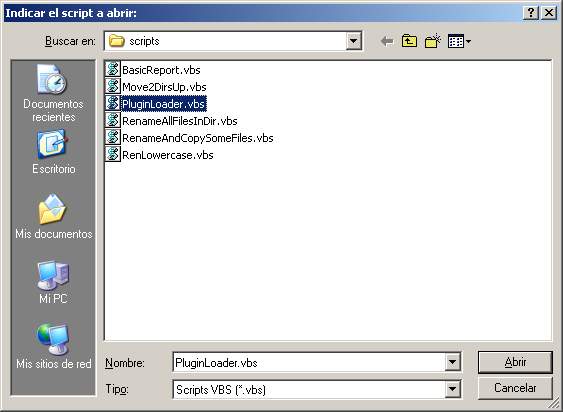 Indicar el script a abrir:
Buscar en: scripts
Documentos
recientes
Escritorio
Mis documentos
Mi PC
Mis sitios de red
BasicReport.vbs
Move2DirsUp.vbs
PluginLoader.vbs
RenameAllFilesInDir.vbs
RenameAndCopySomeFiles.vbs
RenLowercase.vbs
Nombre: PluginLoader.vbs Abrir
Tipo: Scripts VBS (*.vbs) Cancelar